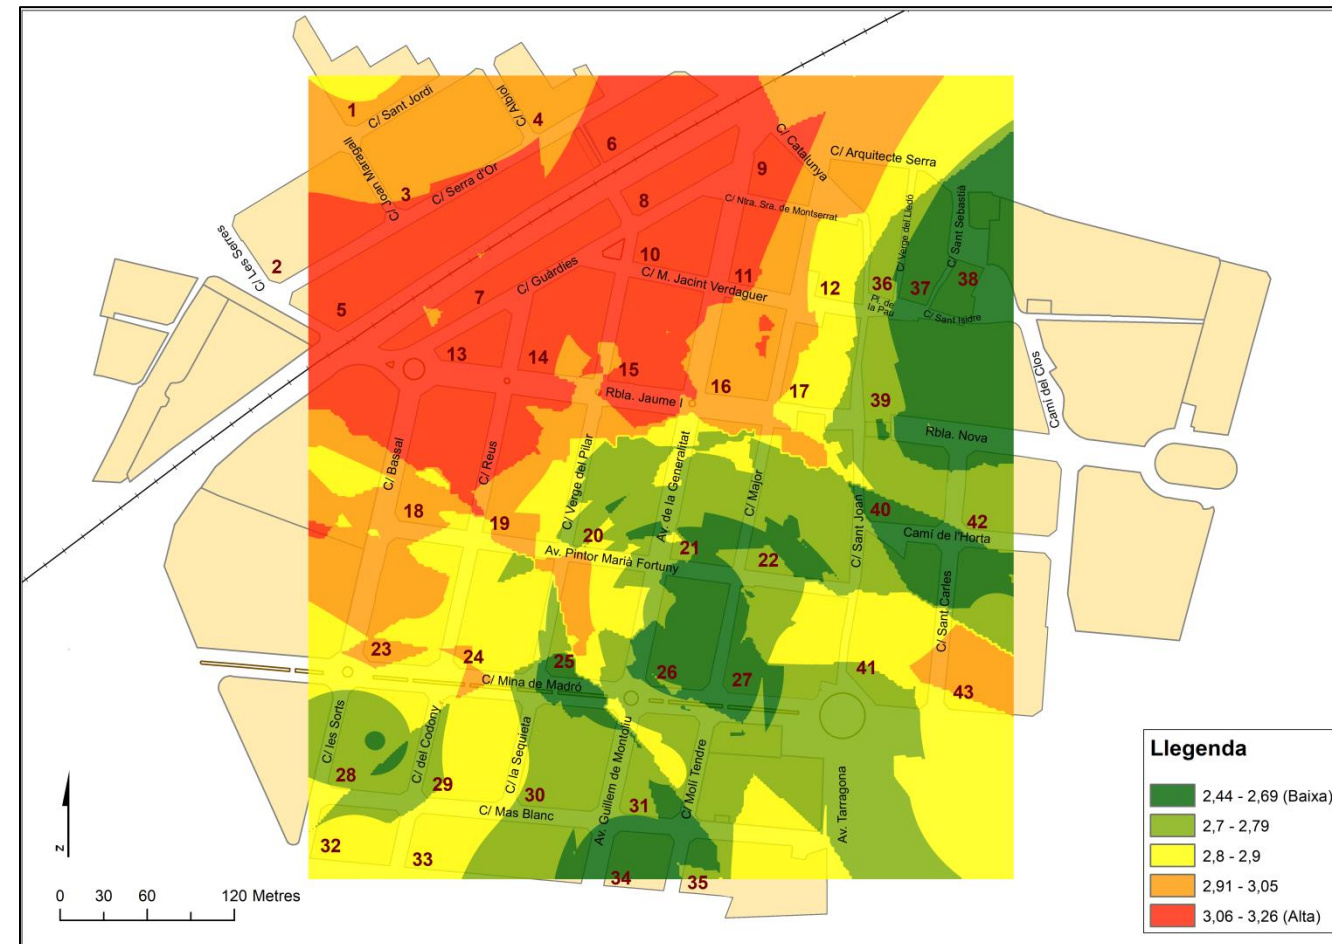 1
C/ Sant Jordi
C/ Albiol
4
6
C/ Joan Maragall
3
C/ Serra d'Or
2
C/ Les Serres
5
7
8
9
C/ Catalunya
C/ Arquitecte Serra
C/ Ntra. Sra. de Montserrat
10
C/ M. Jacint Verdaguer
11
12
C/ Guàrdies
C/ Verge del Lledó
C/ Sant Sebastià
36
37
38
Pl. de
la Pau
C/ Sant Isidre
Camí del Clos
13
14
15
16
17
39
Rbla. Jaume I
Rbla. Nova
C/ Bassal
C/ Reus
C/ Verge del Pilar
Av. de la Generalitat
C/ Major
C/ Sant Joan
18
19
20
21
22
40
42
Camí de l'Horta
Av. Pintor Marià Fortuny
C/ Sant Carles
23
24
25
26
27
41
43
C/ Mina de Madró
C/ les Sorts
C/ del Codony
C/ la Sequieta
Av. Guillem de Montoliu
C/ Molí Tendre
Av. Tarragona
28
29
30
31
C/ Mas Blanc
32
33
34
35
N
0 30 60 120 Metres
Llegenda
2,44 - 2,69 (Baixa)
2,7 - 2,79
2,8 - 2,9
2,91 - 3,05
3,06 - 3,26 (Alta)